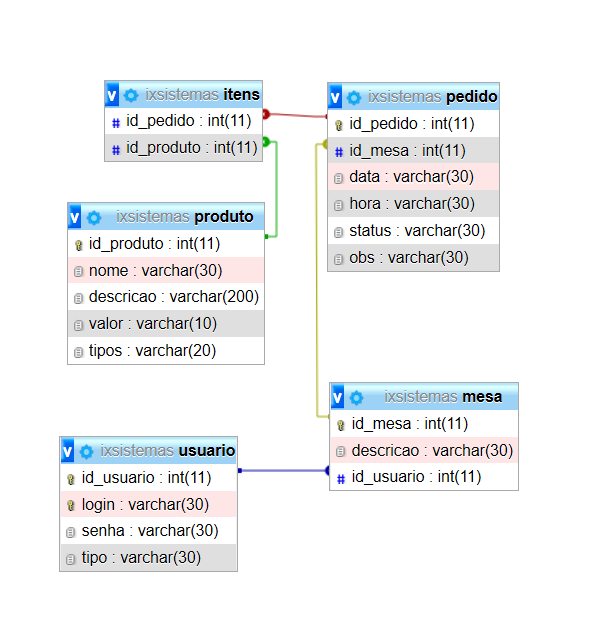 v ixsistemas itens
# id_pedido : int(11)
# id_produto : int(11)
v ixsistemas pedido
id_pedido : int(11)
# id_mesa : int(11)
data : varchar(30)
hora : varchar(30)
status : varchar(30)
obs : varchar(30)
v ixsistemas produto
id_produto : int(11)
nome : varchar(30)
descricao : varchar(200)
valor : varchar(10)
tipos : varchar(20)
v ixsistemas mesa
id_mesa : int(11)
descricao : varchar(30)
# id_usuario : int(11)
v ixsistemas usuario
id_usuario : int(11)
login : varchar(30)
senha : varchar(30)
tipo : varchar(30)